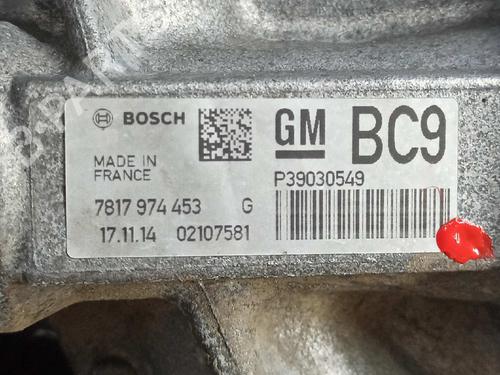 BOSCH
MADE IN
FRANCE
7817 974 453 G
17.11.14 02107581
GM BC9
P39030549